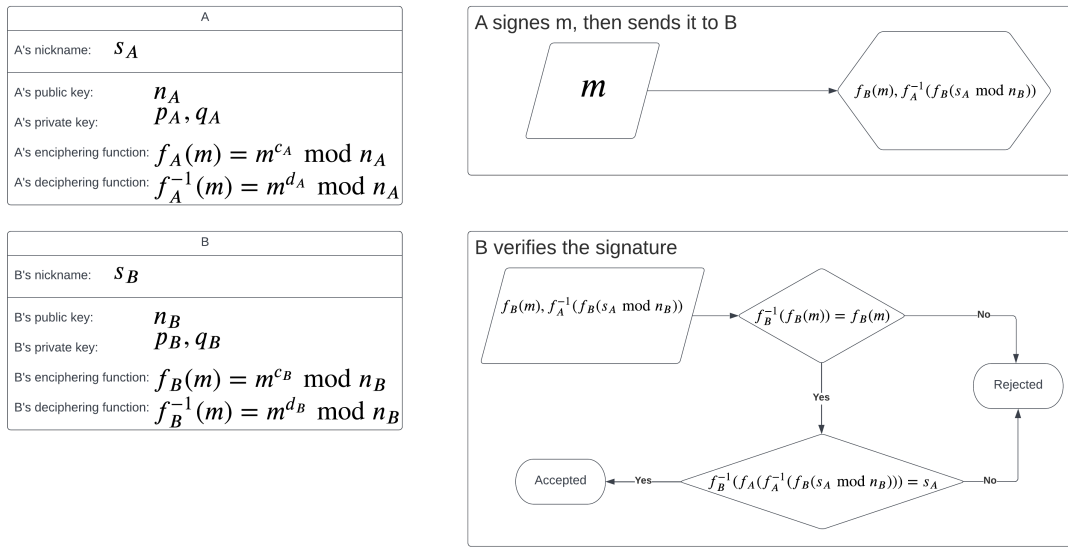 A
A's nickname: s_A
A's public key: n_A
A's private key: p_A, q_A
A's enciphering function: f_A(m) = m^{c_A} mod n_A
A's deciphering function: f_A^{-1}(m) = m^{d_A} mod n_A
B
B's nickname: s_B
B's public key: n_B
B's private key: p_B, q_B
B's enciphering function: f_B(m) = m^{c_B} mod n_B
B's deciphering function: f_B^{-1}(m) = m^{d_B} mod n_B
A signes m, then sends it to B
m
f_B(m), f_A^{-1}(f_B(s_A mod n_B))
B verifies the signature
f_B(m), f_A^{-1}(f_B(s_A mod n_B))
f_B^{-1}(f_B(m)) = f_B(m)
No
Rejected
Yes
f_B^{-1}(f_A(f_A^{-1}(f_B(s_A mod n_B))) = s_A
Yes
Accepted
No